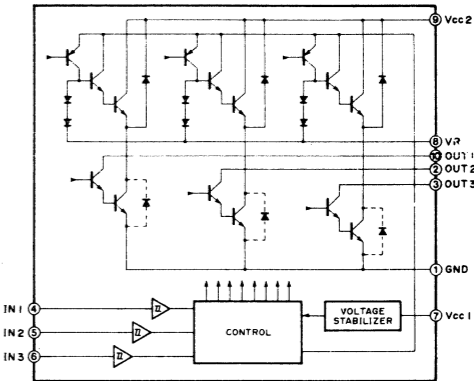 9 Vcc2
8 VR
10 OUT1
2 OUT2
3 OUT3
1 GND
IN1 4
IN2 5
IN3 6
CONTROL
VOLTAGE
STABILIZER
7 Vcc1